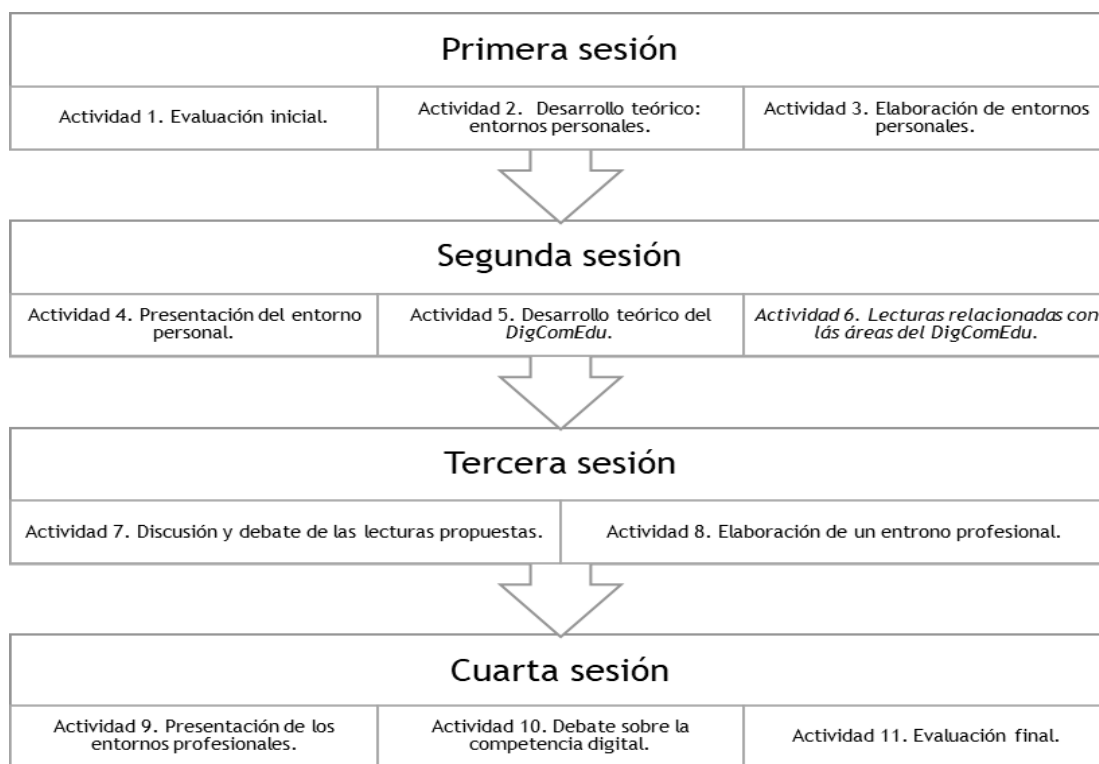 Primera sesión
Actividad 1. Evaluación inicial.
Actividad 2. Desarrollo teórico:
entornos personales.
Actividad 3. Elaboración de entornos
personales.
Segunda sesión
Actividad 4. Presentación del entorno
personal.
Actividad 5. Desarrollo teórico del
DigComEdu.
Actividad 6. Lecturas relacionadas con
lás áreas del DigComEdu.
Tercera sesión
Actividad 7. Discusión y debate de las lecturas propuestas.
Actividad 8. Elaboración de un entrono profesional.
Cuarta sesión
Actividad 9. Presentación de los
entornos profesionales.
Actividad 10. Debate sobre la
competencia digital.
Actividad 11. Evaluación final.